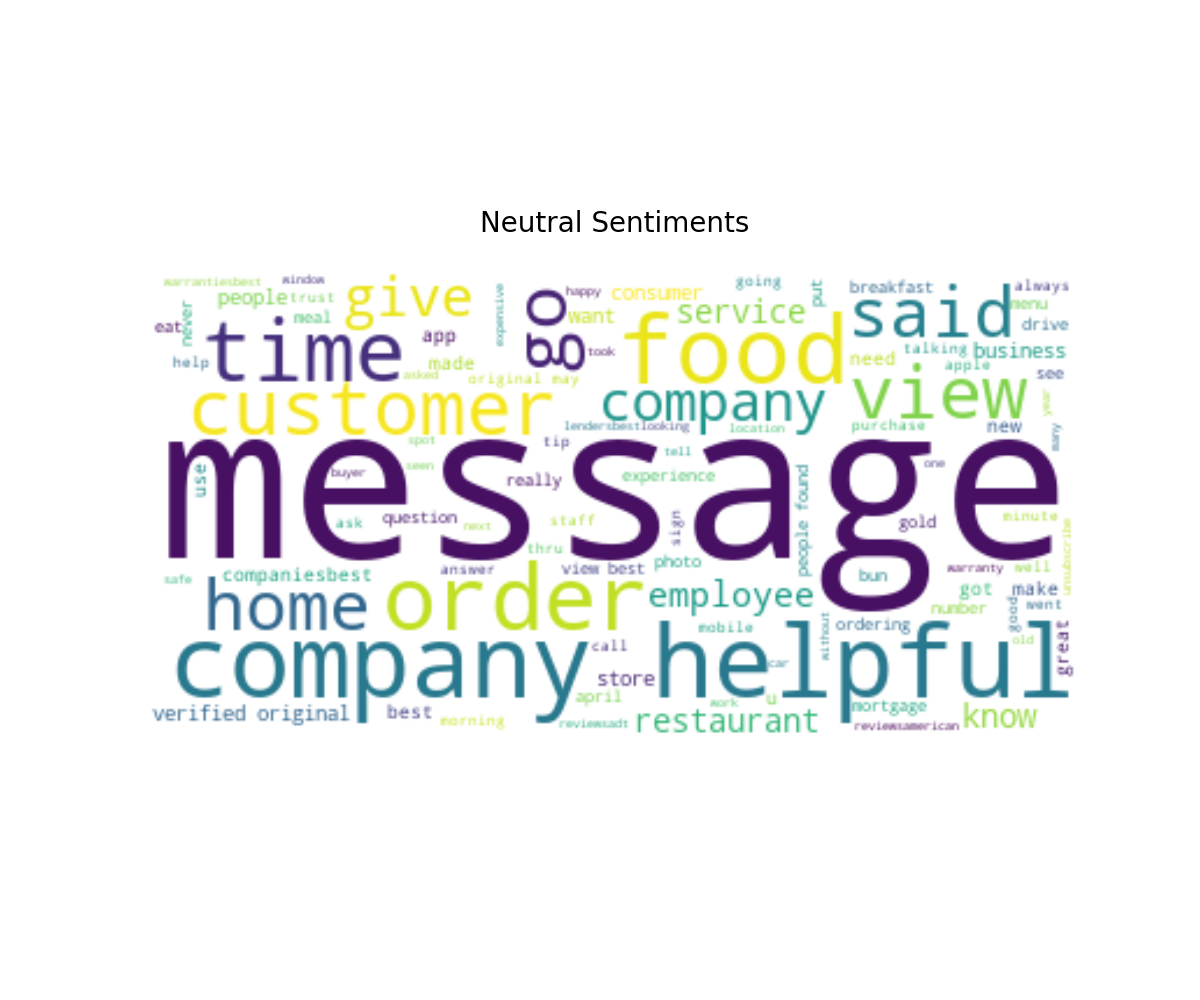 Neutral Sentiments
warrantiesbest window going breakfast always
people trust give expensive happy consumer put said menu
never meal go want service drive
eat time app food talking business
help made took need apple see
asked original may view year
customer company
lendersbestlooking location purchase new many
spot tip tell
message
use buyer seen really experience people found one
ask question next staff sign gold minute unsubscribe
thru photo
safe companiesbest answer view best bun warranty well
home order employee got make
number good went
mobile without ordering old great
company call helpful
store car
april work u mortgage
verified original best morning reviewsadt restaurant reviewsamerican know